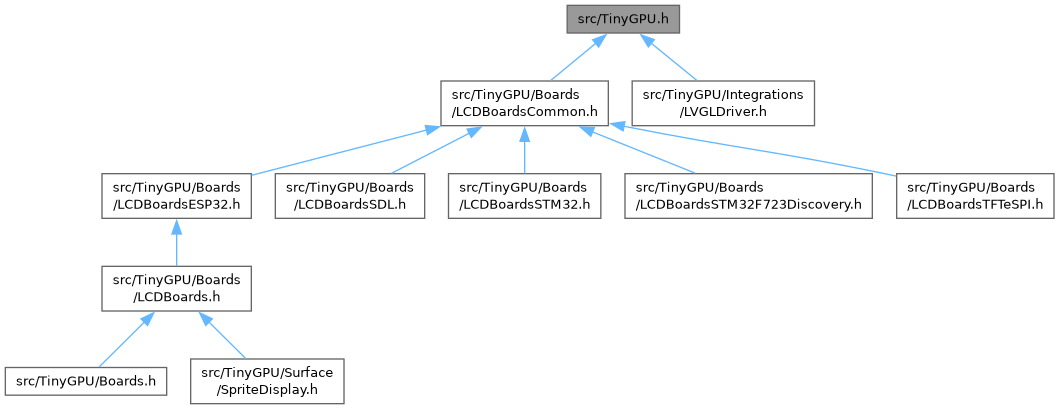 src/TinyGPU.h
src/TinyGPU/Boards
/LCDBoardsCommon.h
src/TinyGPU/Integrations
/LVGLDriver.h
src/TinyGPU/Boards
/LCDBoardsESP32.h
src/TinyGPU/Boards
/LCDBoardsSDL.h
src/TinyGPU/Boards
/LCDBoardsSTM32.h
src/TinyGPU/Boards
/LCDBoardsSTM32F723Discovery.h
src/TinyGPU/Boards
/LCDBoardsTFTeSPI.h
src/TinyGPU/Boards
/LCDBoards.h
src/TinyGPU/Boards.h
src/TinyGPU/Surface
/SpriteDisplay.h